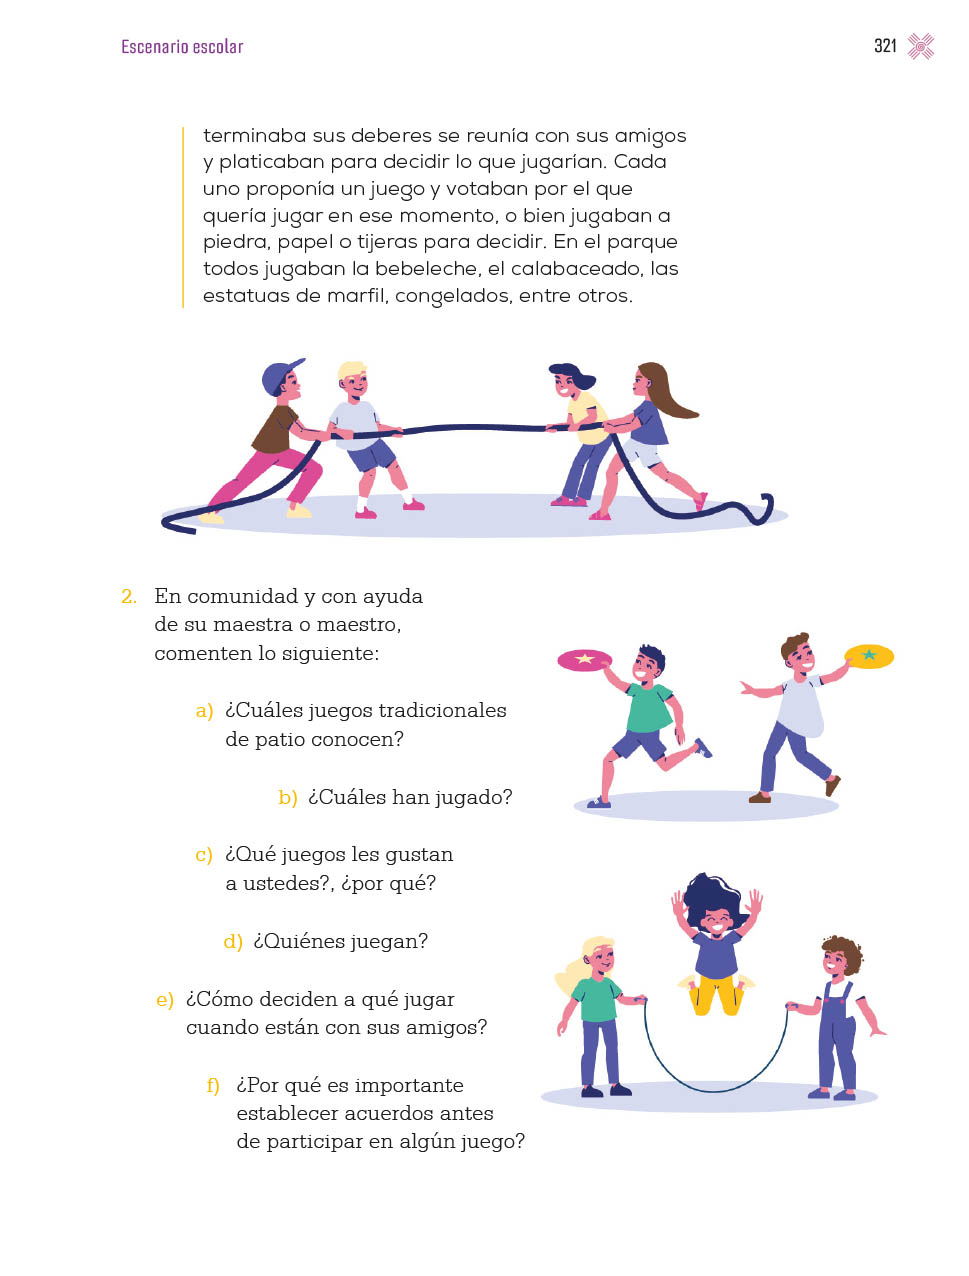 Escenario escolar
321
terminaba sus deberes se reunía con sus amigos
y platicaban para decidir lo que jugarían. Cada
uno proponía un juego y votaban por el que
quería jugar en ese momento, o bien jugaban a
piedra, papel o tijeras para decidir. En el parque
todos jugaban la bebeleche, el calabaceado, las
estatuas de marfil, congelados, entre otros.
2. En comunidad y con ayuda
de su maestra o maestro,
comenten lo siguiente:
a) ¿Cuáles juegos tradicionales
de patio conocen?
b) ¿Cuáles han jugado?
c) ¿Qué juegos les gustan
a ustedes?, ¿por qué?
d) ¿Quiénes juegan?
e) ¿Cómo deciden a qué jugar
cuando están con sus amigos?
f) ¿Por qué es importante
establecer acuerdos antes
de participar en algún juego?